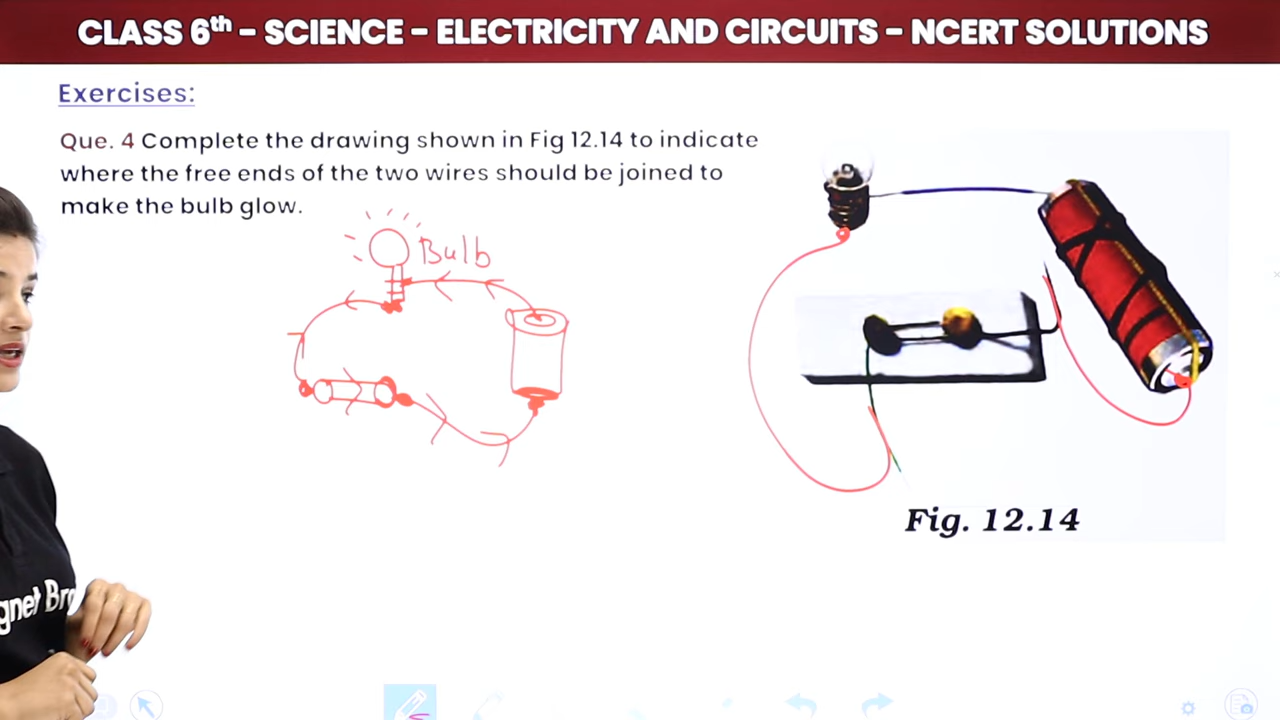 CLASS 6th – SCIENCE – ELECTRICITY AND CIRCUITS – NCERT SOLUTIONS
Exercises:
Que. 4 Complete the drawing shown in Fig 12.14 to indicate
where the free ends of the two wires should be joined to
make the bulb glow.
Bulb
Fig. 12.14